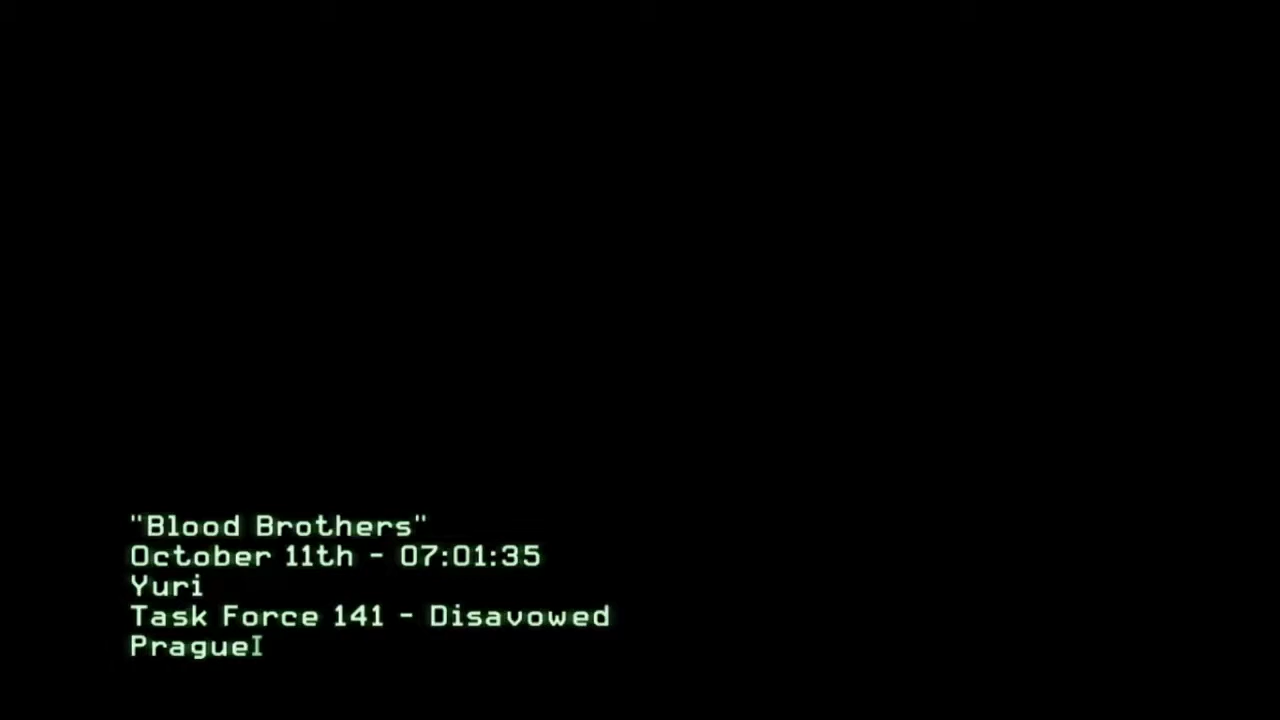 "Blood Brothers"
October 11th - 07:01:35
Yuri
Task Force 141 - Disavowed
Prague